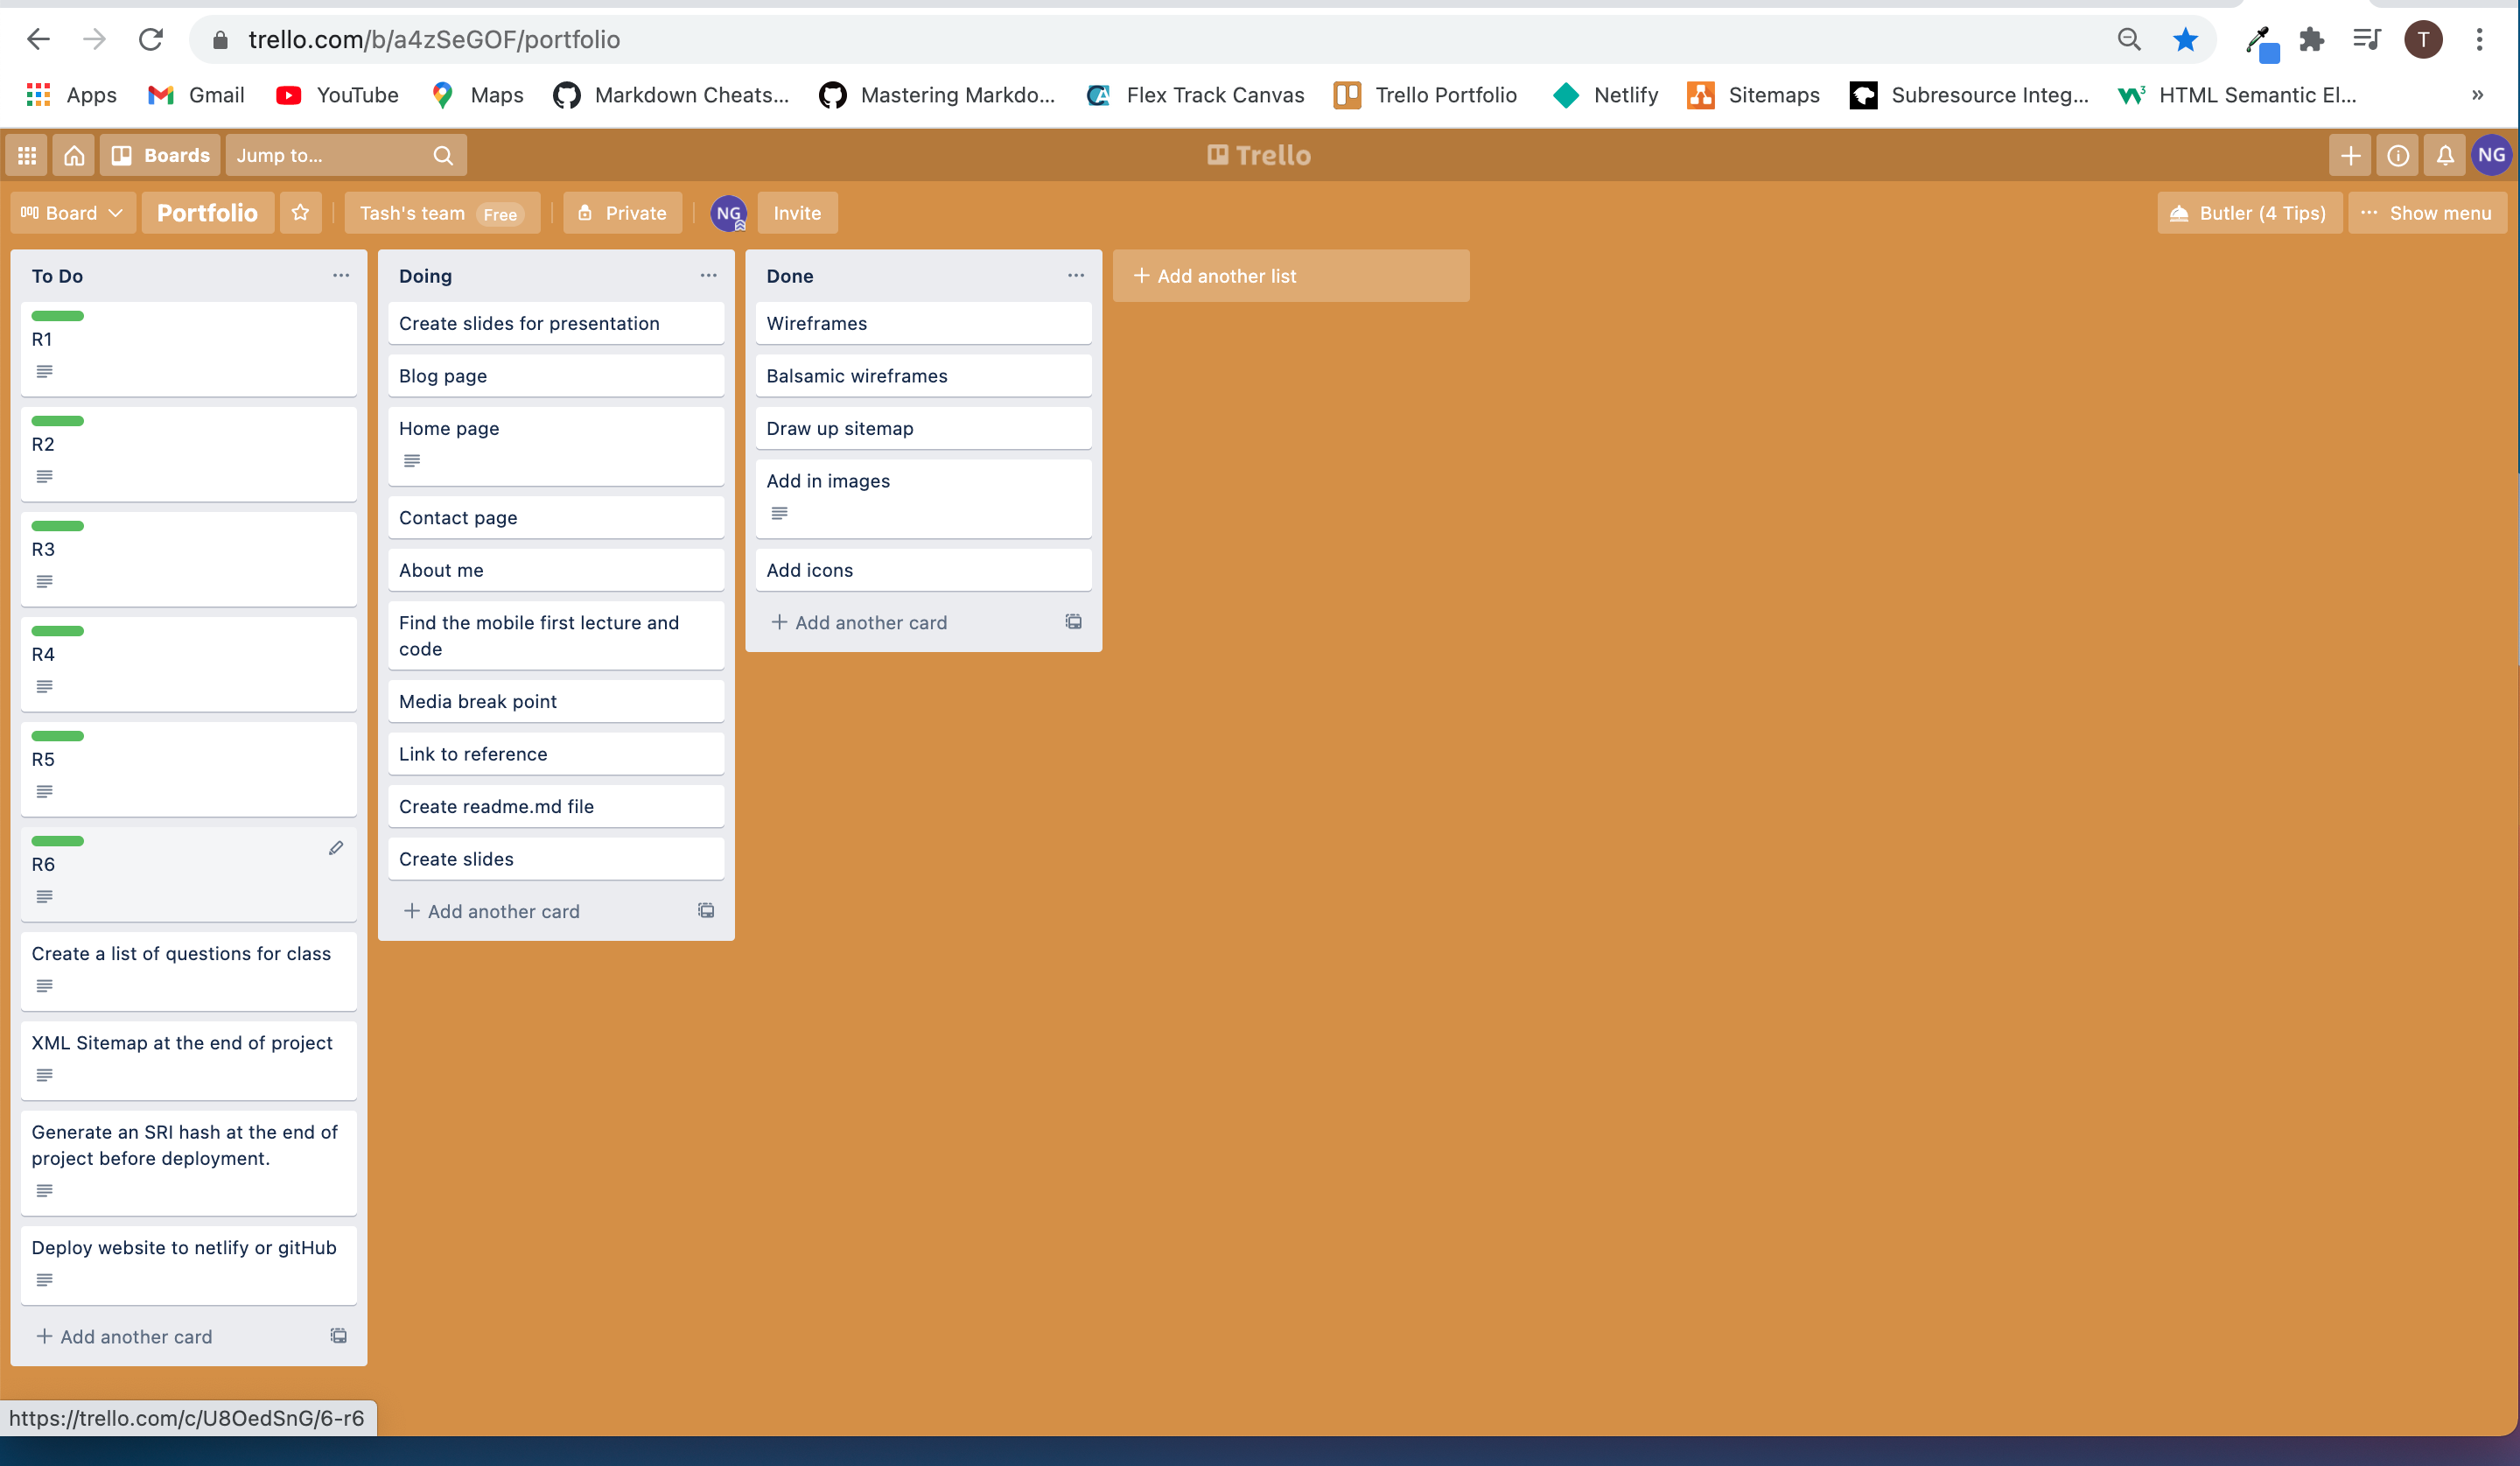 trello.com/b/a4zSeGOF/portfolio
T
Apps
Gmail
YouTube
Maps
Markdown Cheats...
Mastering Markdo...
Flex Track Canvas
Trello Portfolio
Netlify
Sitemaps
Subresource Integ...
HTML Semantic El...
»
Boards
Jump to...
Trello
NG
Board
Portfolio
Tash's team Free
Private
NG
Invite
Butler (4 Tips)
... Show menu
To Do
R1
R2
R3
R4
R5
R6
Create a list of questions for class
XML Sitemap at the end of project
Generate an SRI hash at the end of
project before deployment.
Deploy website to netlify or gitHub
+ Add another card
Doing
Create slides for presentation
Blog page
Home page
Contact page
About me
Find the mobile first lecture and
code
Media break point
Link to reference
Create readme.md file
Create slides
+ Add another card
Done
Wireframes
Balsamic wireframes
Draw up sitemap
Add in images
Add icons
+ Add another card
+ Add another list
https://trello.com/c/U8OedSnG/6-r6